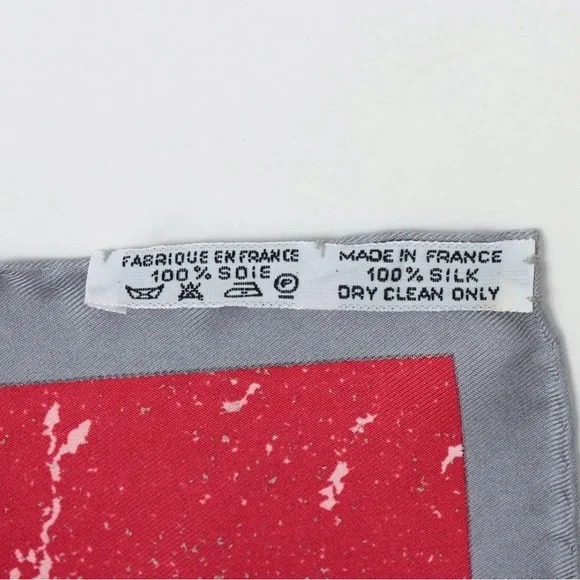 FABRIQUE EN FRANCE
100% SOIE
P
MADE IN FRANCE
100% SILK
DRY CLEAN ONLY